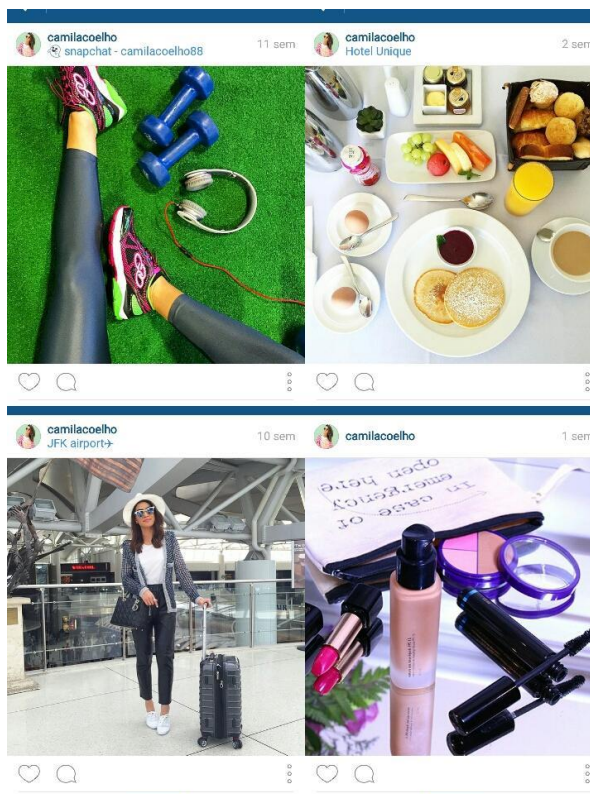 camilacoelho
snapchat - camilacoelho88
11 sem
camilacoelho
Hotel Unique
2 sem
camilacoelho
JFK airport✈
10 sem
camilacoelho
1 sem
In case of
emergency
open here